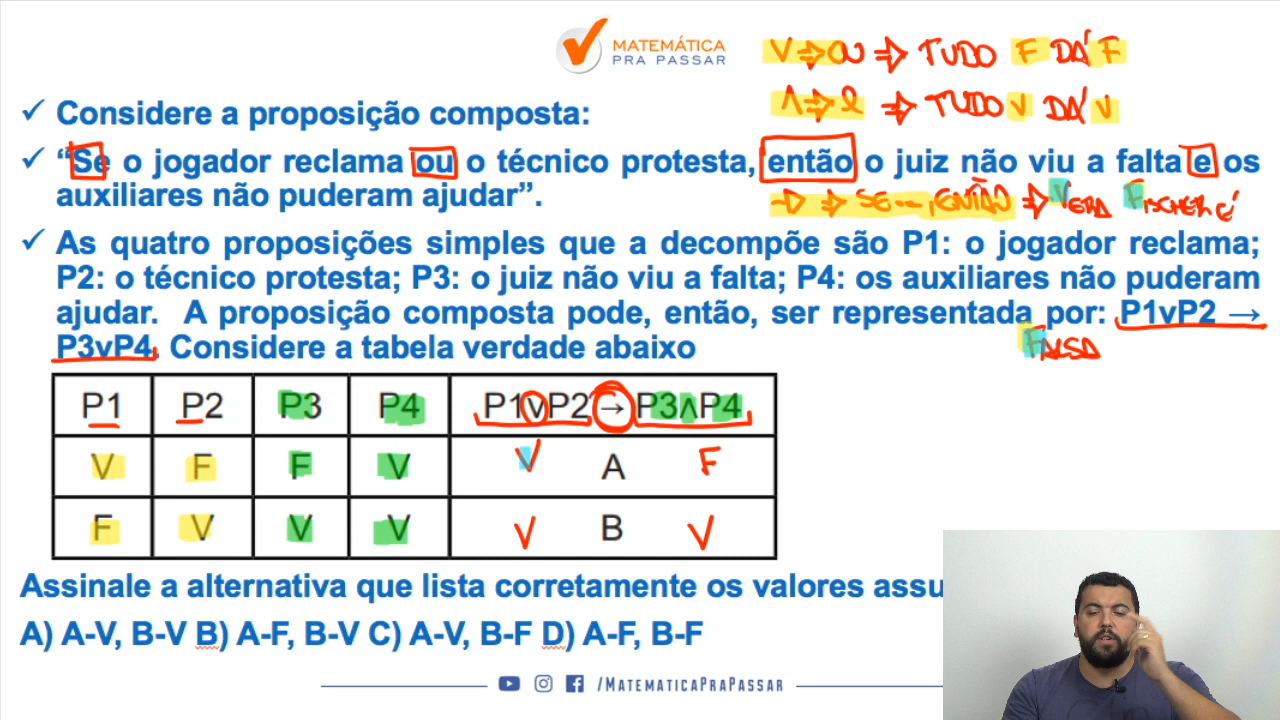 MATEMÁTICA
PRA PASSAR
V ⇒ OU ⇒ TUDO F DÁ F
Λ ⇒ e ⇒ TUDO V DÁ V
✓ Considere a proposição composta:
✓ “Se o jogador reclama ou o técnico protesta, então o juiz não viu a falta e os
auxiliares não puderam ajudar”.
→ ⇒ SE ..., ENTÃO ⇒ VERA FISCHER É
FALSA
✓ As quatro proposições simples que a decompõe são P1: o jogador reclama;
P2: o técnico protesta; P3: o juiz não viu a falta; P4: os auxiliares não puderam
ajudar. A proposição composta pode, então, ser representada por: P1vP2 →
P3vP4. Considere a tabela verdade abaixo
P1 P2 P3 P4 P1vP2 → P3ᴧP4
V F F V V A F
F V V V V B V
Assinale a alternativa que lista corretamente os valores assu
A) A-V, B-V B) A-F, B-V C) A-V, B-F D) A-F, B-F
/MatematicaPraPassar